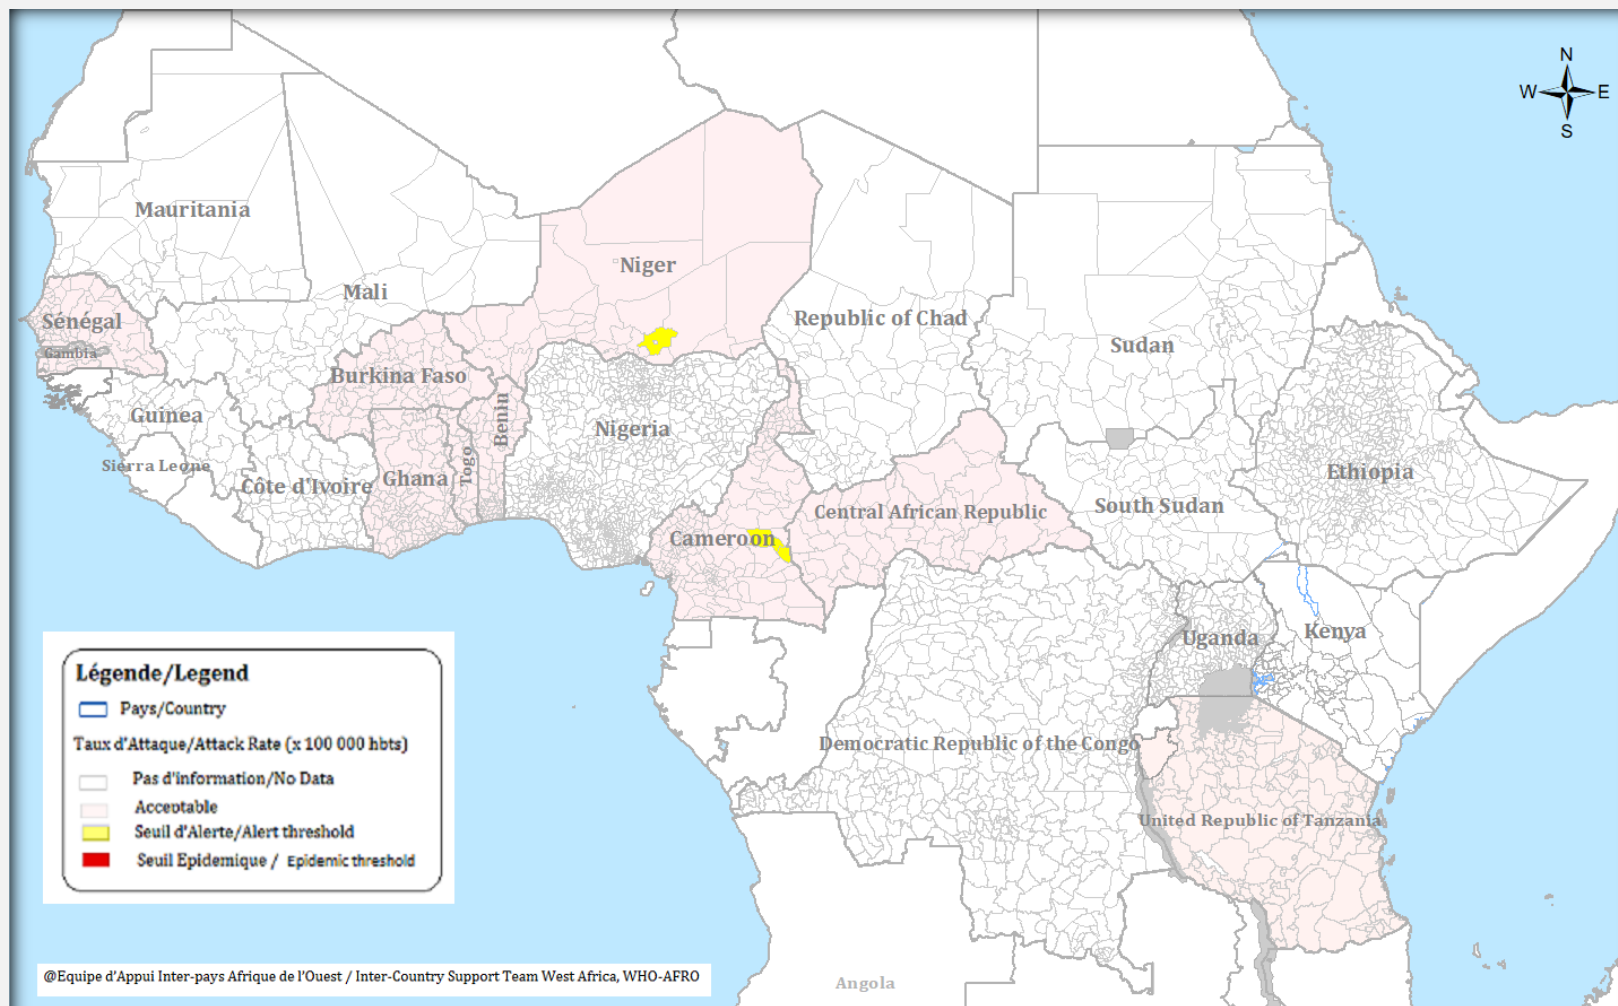 N
W E
S
Mauritania
Niger
Mali
Sénégal
Republic of Chad
Sudan
Gambia
Burkina Faso
Guinea
Benin
Nigeria
Sierra Leone
Togo
Côte d'Ivoire
Ghana
Ethiopia
Central African Republic
South Sudan
Cameroon
Uganda
Kenya
Democratic Republic of the Congo
United Republic of Tanzania
Angola
Légende/Legend
Pays/Country
Taux d'Attaque/Attack Rate (x 100 000 hbts)
Pas d'information/No Data
Acceptable
Seuil d'Alerte/Alert threshold
Seuil Epidemique / Epidemic threshold
@Equipe d'Appui Inter-pays Afrique de l'Ouest / Inter-Country Support Team West Africa, WHO-AFRO